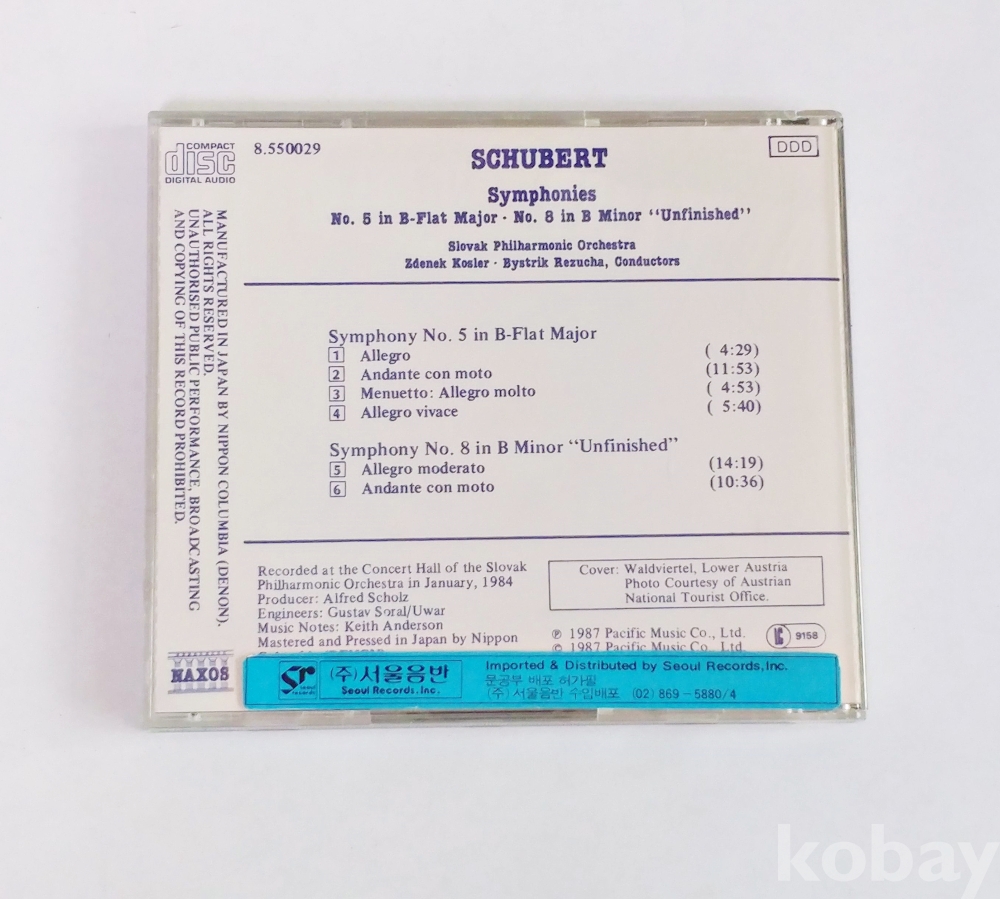 COMPACT
disc
DIGITAL AUDIO
8.550029
DDD
SCHUBERT
Symphonies
No. 5 in B-Flat Major · No. 8 in B Minor “Unfinished”
Slovak Philharmonic Orchestra
Zdenek Kosler · Bystrik Rezucha, Conductors
MANUFACTURED IN JAPAN BY NIPPON COLUMBIA (DENON).
ALL RIGHTS RESERVED.
UNAUTHORISED PUBLIC PERFORMANCE, BROADCASTING
AND COPYING OF THIS RECORD PROHIBITED.
Symphony No. 5 in B-Flat Major
1 Allegro ( 4:29)
2 Andante con moto (11:53)
3 Menuetto: Allegro molto ( 4:53)
4 Allegro vivace ( 5:40)
Symphony No. 8 in B Minor “Unfinished”
5 Allegro moderato (14:19)
6 Andante con moto (10:36)
Recorded at the Concert Hall of the Slovak
Philharmonic Orchestra in January, 1984
Producer: Alfred Scholz
Engineers: Gustav Soral/Uwar
Music Notes: Keith Anderson
Mastered and Pressed in Japan by Nippon
Cover: Waldviertel, Lower Austria
Photo Courtesy of Austrian
National Tourist Office.
℗ 1987 Pacific Music Co., Ltd.
© 1987 Pacific Music Co., Ltd.
LC 9158
NAXOS
sr
seoul
records
(주)서울음반
Seoul Records, Inc.
Imported & Distributed by Seoul Records, Inc.
문공부 배포 허가필
(주) 서울음반 수입배포 (02) 869-5880/4
kobay